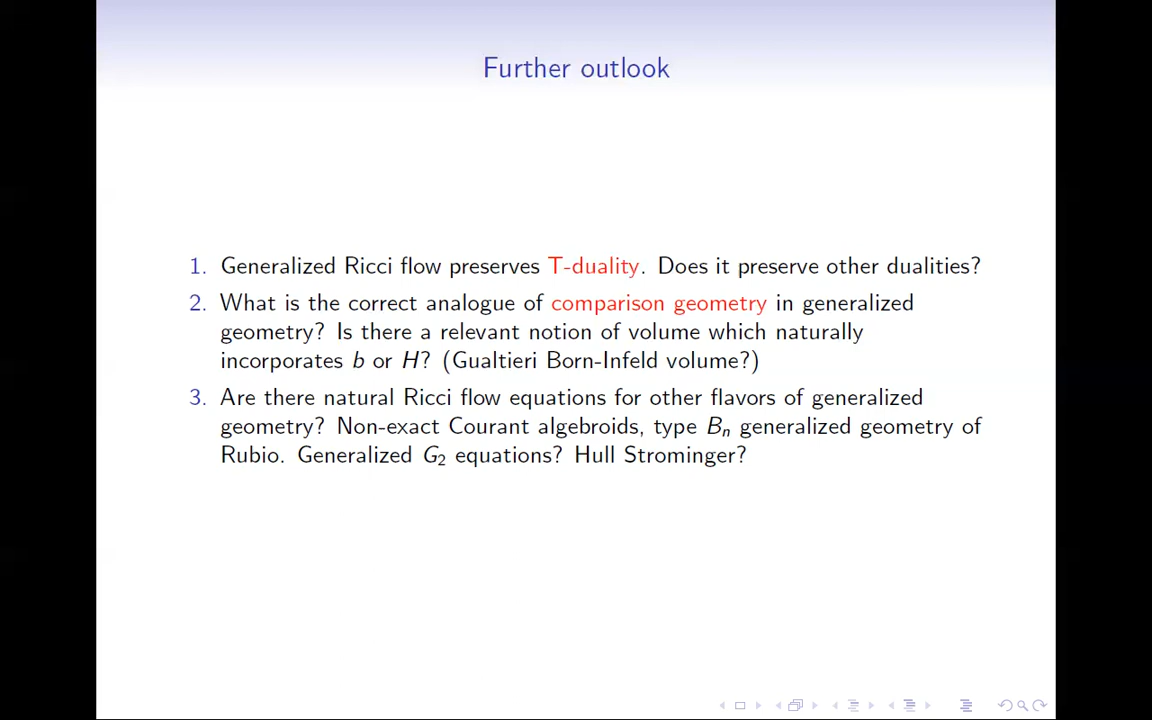 Further outlook
1. Generalized Ricci flow preserves T-duality. Does it preserve other dualities?
2. What is the correct analogue of comparison geometry in generalized
geometry? Is there a relevant notion of volume which naturally
incorporates b or H? (Gualtieri Born-Infeld volume?)
3. Are there natural Ricci flow equations for other flavors of generalized
geometry? Non-exact Courant algebroids, type Bₙ generalized geometry of
Rubio. Generalized G₂ equations? Hull Strominger?